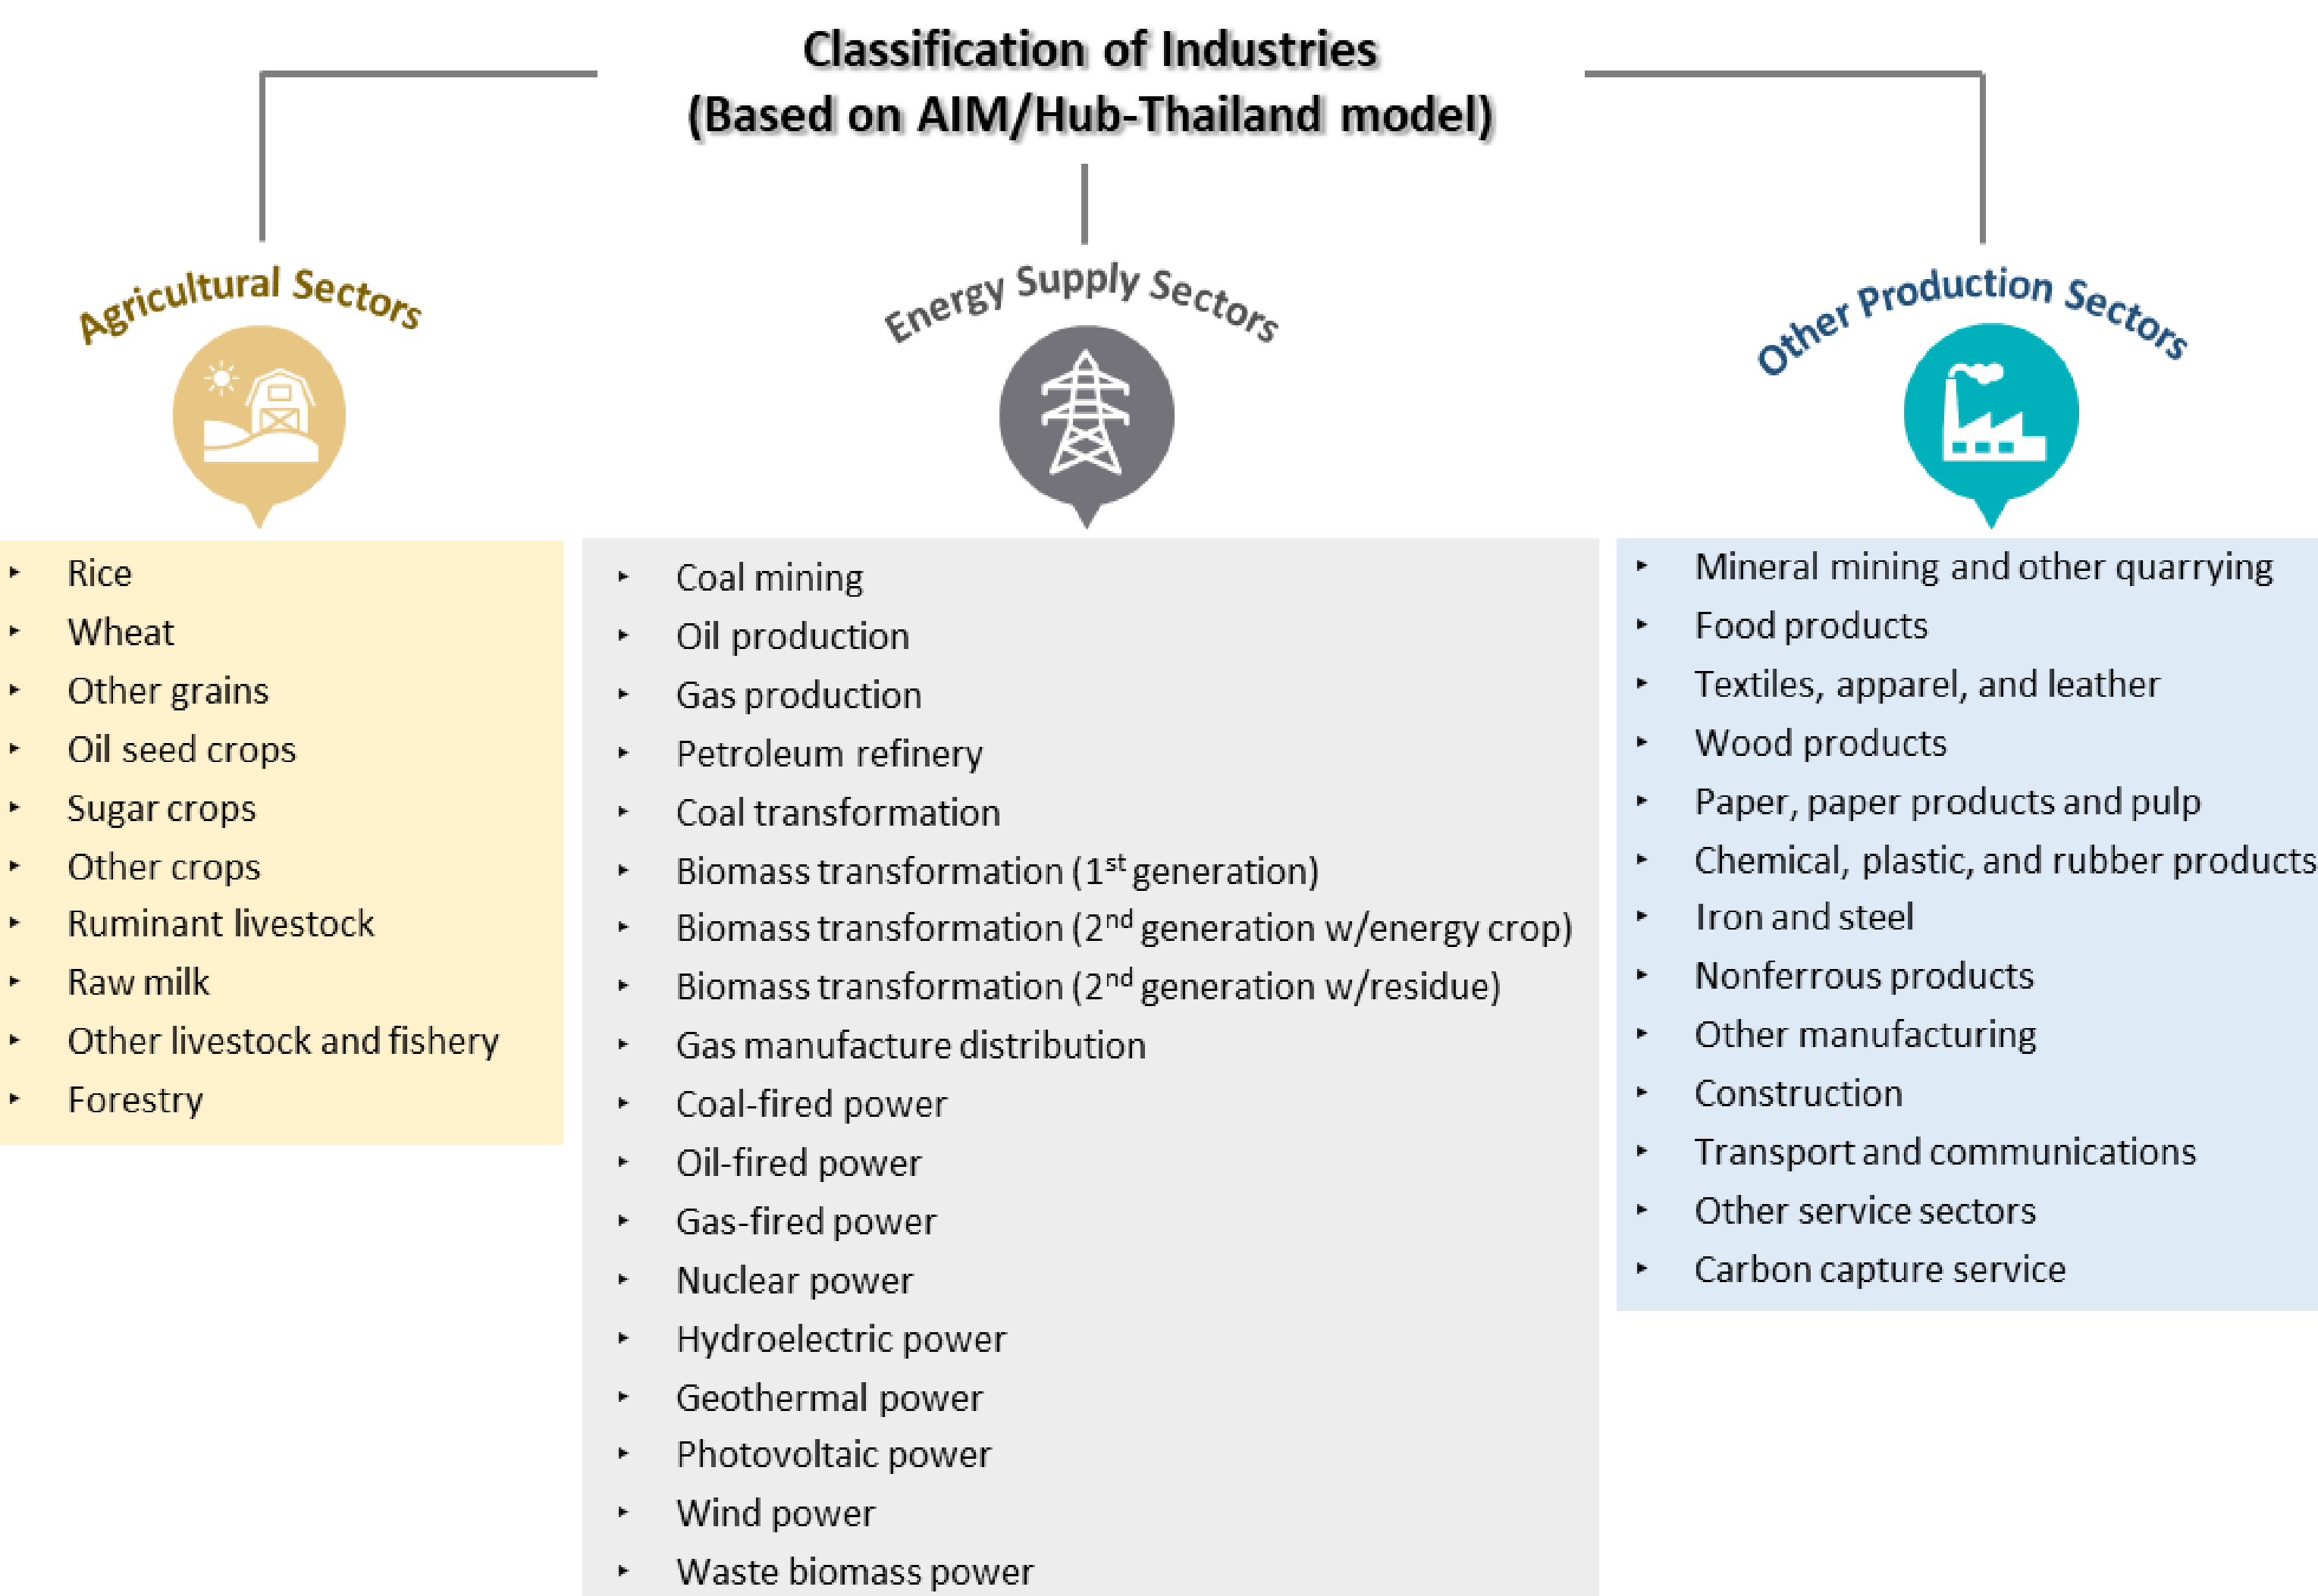 Classification of Industries
(Based on AIM/Hub-Thailand model)
Agricultural Sectors
‣ Rice
‣ Wheat
‣ Other grains
‣ Oil seed crops
‣ Sugar crops
‣ Other crops
‣ Ruminant livestock
‣ Raw milk
‣ Other livestock and fishery
‣ Forestry
Energy Supply Sectors
‣ Coal mining
‣ Oil production
‣ Gas production
‣ Petroleum refinery
‣ Coal transformation
‣ Biomass transformation (1st generation)
‣ Biomass transformation (2nd generation w/energy crop)
‣ Biomass transformation (2nd generation w/residue)
‣ Gas manufacture distribution
‣ Coal-fired power
‣ Oil-fired power
‣ Gas-fired power
‣ Nuclear power
‣ Hydroelectric power
‣ Geothermal power
‣ Photovoltaic power
‣ Wind power
‣ Waste biomass power
Other Production Sectors
‣ Mineral mining and other quarrying
‣ Food products
‣ Textiles, apparel, and leather
‣ Wood products
‣ Paper, paper products and pulp
‣ Chemical, plastic, and rubber products
‣ Iron and steel
‣ Nonferrous products
‣ Other manufacturing
‣ Construction
‣ Transport and communications
‣ Other service sectors
‣ Carbon capture service